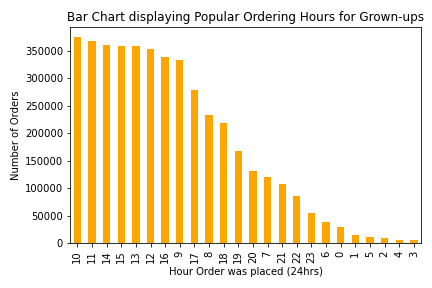 Bar Chart displaying Popular Ordering Hours for Grown-ups
350000
300000
250000
200000
150000
100000
50000
0
Number of Orders
10 11 14 15 13 12 16 9 17 8 18 19 20 7 21 22 23 6 0 1 5 2 4 3
Hour Order was placed (24hrs)